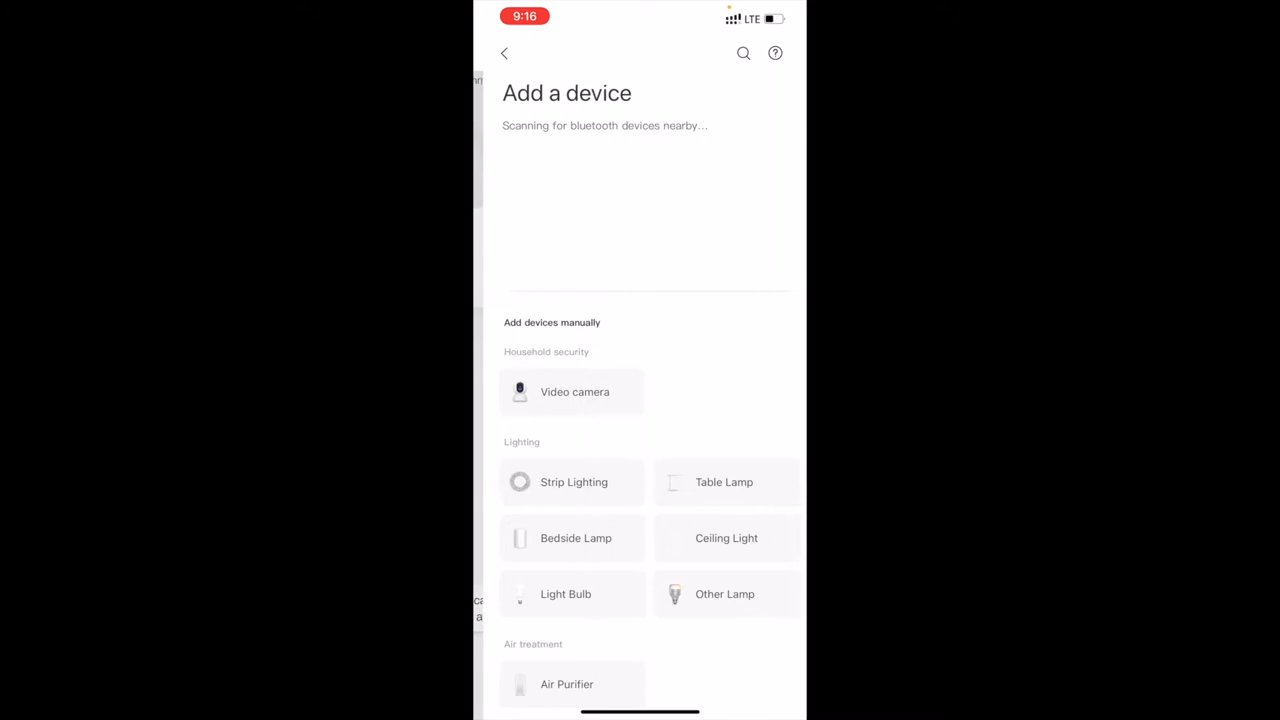 9:16
LTE
Add a device
Scanning for bluetooth devices nearby...
Add devices manually
Household security
Video camera
Lighting
Strip Lighting
Table Lamp
Bedside Lamp
Ceiling Light
Light Bulb
Other Lamp
Air treatment
Air Purifier